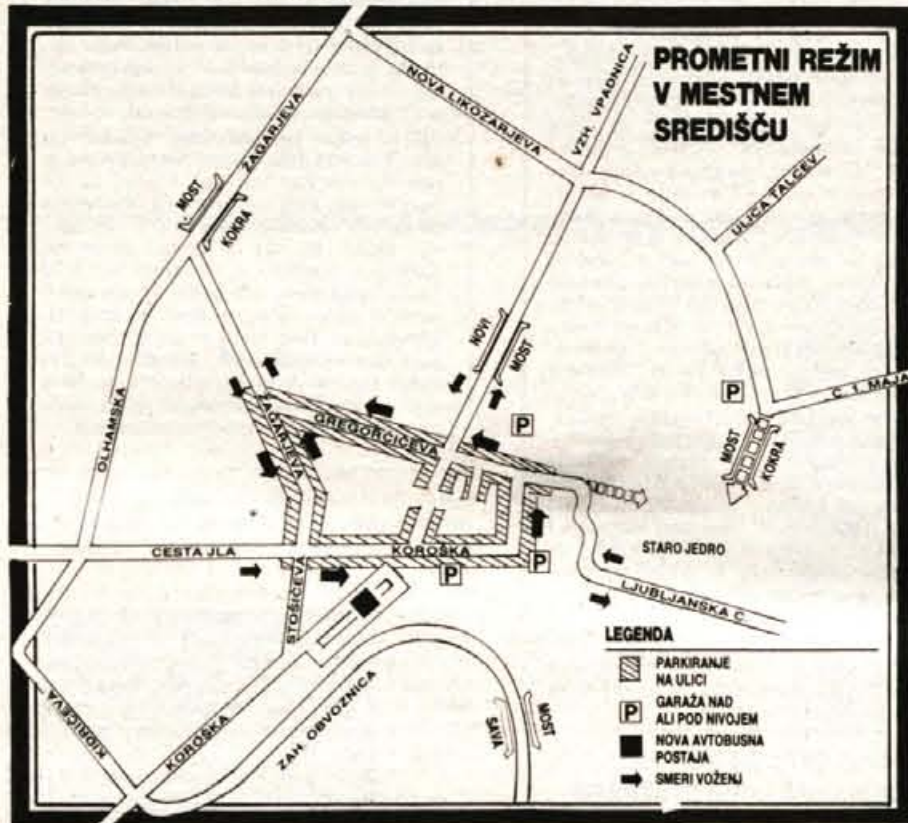 PROMETNI REŽIM
V MESTNEM
SREDIŠČU
NOVA LIKOZARJEVA
VZH. VPADNICA
ZAGARJEVA
MOST
KOKRA
ULICA TALCEV
NOVI
MOST
P
C. 1. MAJA
OLHAMSKA
ZAGARJEVA
GREGORČIČEVA
P
MOST
KOKRA
CESTA JLA
KOROŠKA
P
P
STARO JEDRO
LJUBLJANSKA C.
STOŠIČEVA
KIDRIČEVA
KOROŠKA
ZAH. OBVOZNICA
SAVA
MOST
LEGENDA
PARKIRANJE
NA ULICI
P
GARAŽA NAD
ALI POD NIVOJEM
NOVA AVTOBUSNA
POSTAJA
SMERI VOŽENJ